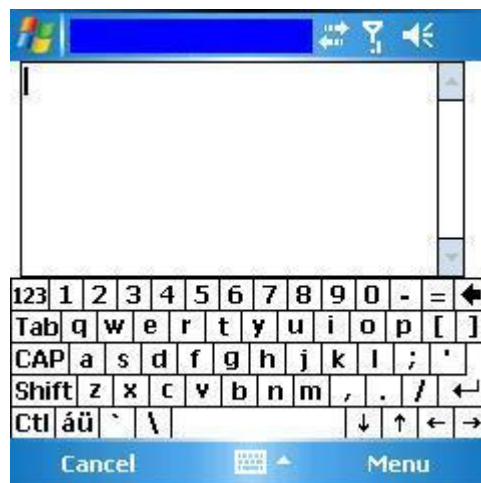 123 1 2 3 4 5 6 7 8 9 0 - =
Tab q w e r t y u i o p [ ]
CAP a s d f g h j k l ; '
Shift z x c v b n m , . /
Ctl áü ` \ ↓ ↑ ← →
Cancel Menu